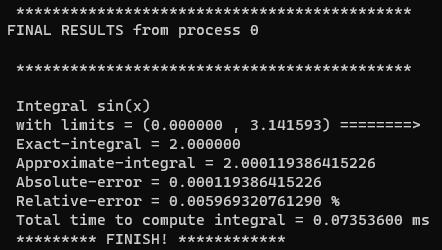 ********************************************
FINAL RESULTS from process 0
********************************************
Integral sin(x)
with limits = (0.000000 , 3.141593) ========>
Exact-integral = 2.000000
Approximate-integral = 2.000119386415226
Absolute-error = 0.000119386415226
Relative-error = 0.005969320761290 %
Total time to compute integral = 0.07353600 ms
********* FINISH! ************